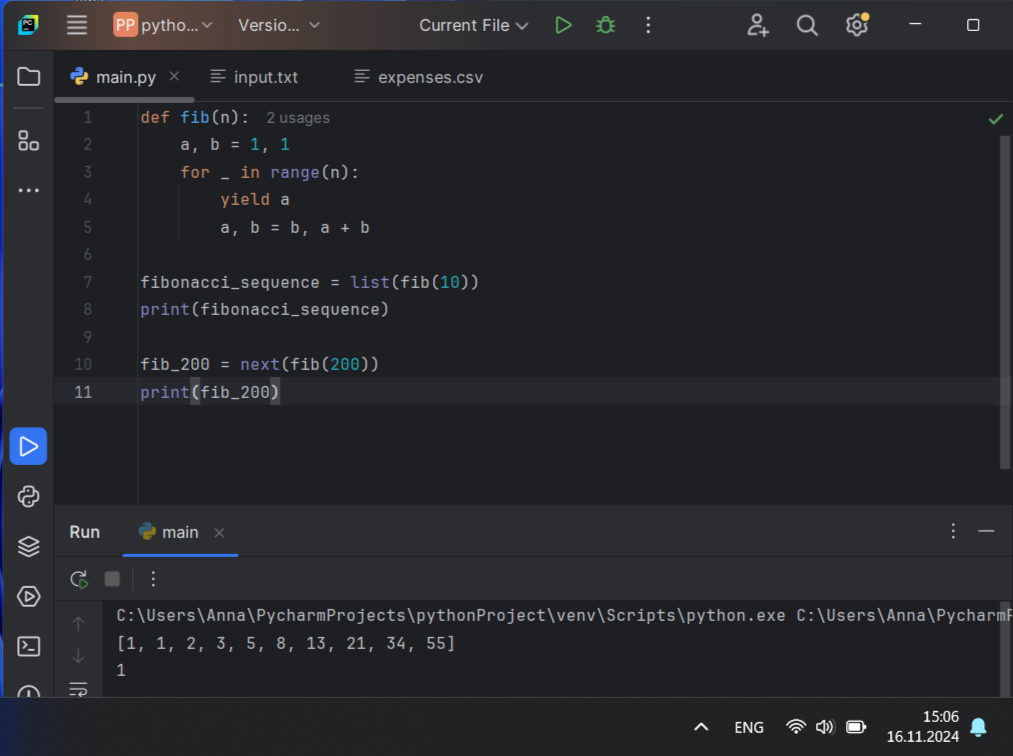 PP pytho... Versio... Current File
main.py input.txt expenses.csv
1 def fib(n): 2 usages
2 a, b = 1, 1
3 for _ in range(n):
4 yield a
5 a, b = b, a + b
6
7 fibonacci_sequence = list(fib(10))
8 print(fibonacci_sequence)
9
10 fib_200 = next(fib(200))
11 print(fib_200)
Run main
C:\Users\Anna\PycharmProjects\pythonProject\venv\Scripts\python.exe C:\Users\Anna\PycharmP
[1, 1, 2, 3, 5, 8, 13, 21, 34, 55]
1
ENG
15:06
16.11.2024